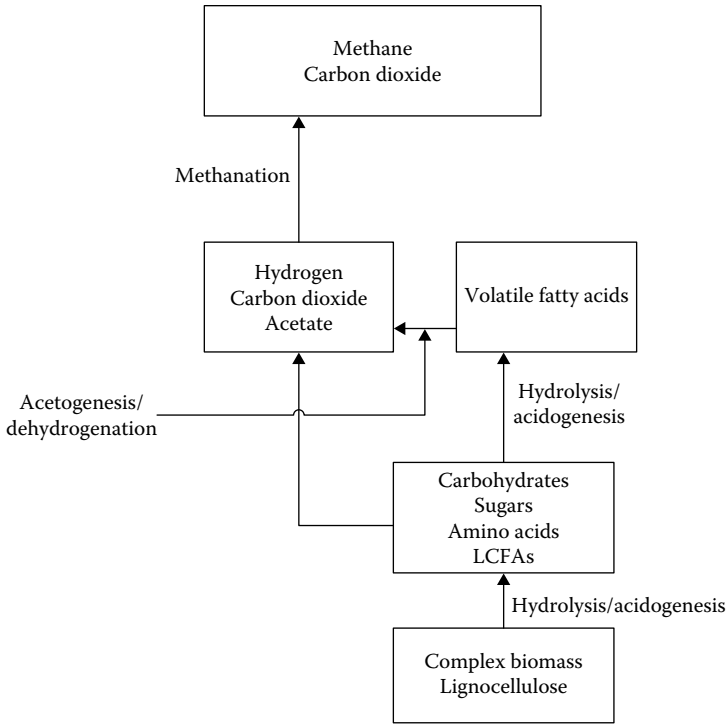 Methane
Carbon dioxide
Methanation
Hydrogen
Carbon dioxide
Acetate
Volatile fatty acids
Acetogenesis/
dehydrogenation
Hydrolysis/
acidogenesis
Carbohydrates
Sugars
Amino acids
LCFAs
Hydrolysis/acidogenesis
Complex biomass
Lignocellulose